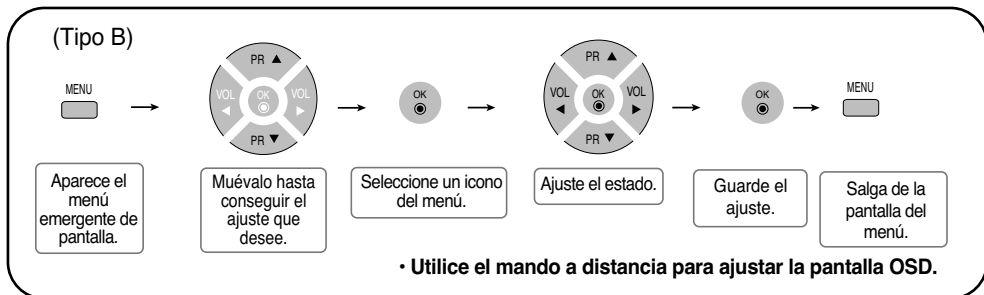 (Tipo B)
MENU
PR ▲
VOL ◄
OK
VOL ►
PR ▼
OK
PR ▲
VOL ◄
OK
VOL ►
PR ▼
OK
MENU
Aparece el
menú
emergente de
pantalla.
Muévalo hasta
conseguir el
ajuste que
desee.
Seleccione un icono
del menú.
Ajuste el estado.
Guarde el
ajuste.
Salga de la
pantalla del
menú.
• Utilice el mando a distancia para ajustar la pantalla OSD.